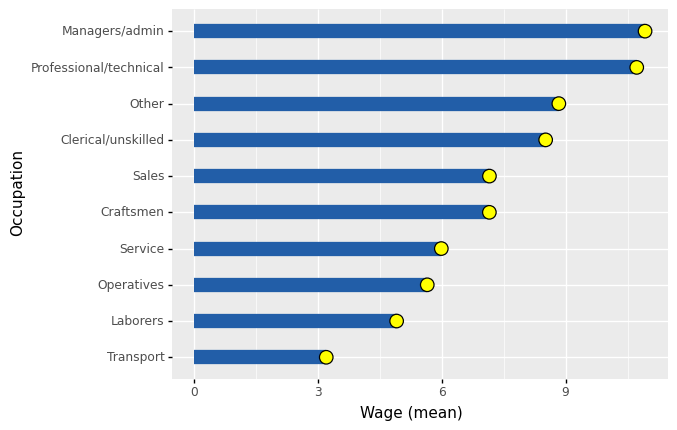 Managers/admin
Professional/technical
Other
Clerical/unskilled
Sales
Craftsmen
Service
Operatives
Laborers
Transport
Occupation
0 3 6 9
Wage (mean)